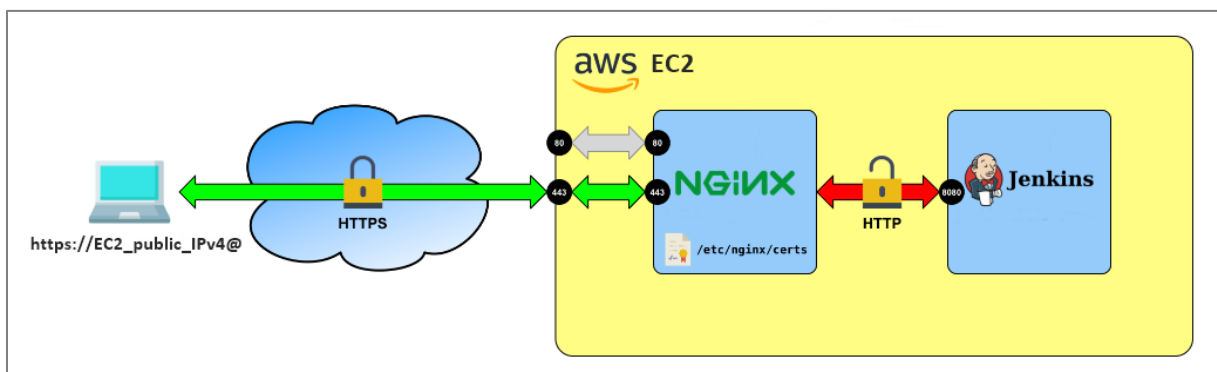 aws EC2
80
80
NGINX
Jenkins
443
443
8080
HTTPS
HTTP
https://EC2_public_IPv4@
/etc/nginx/certs